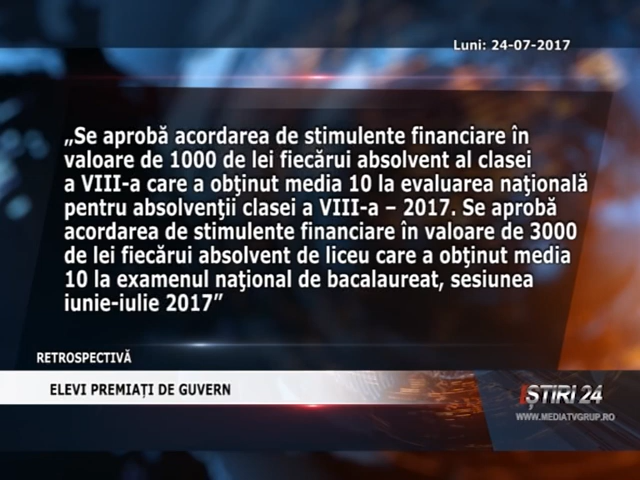 Luni: 24-07-2017
„Se aprobă acordarea de stimulente financiare în
valoare de 1000 de lei fiecărui absolvent al clasei
a VIII-a care a obţinut media 10 la evaluarea naţională
pentru absolvenţii clasei a VIII-a – 2017. Se aprobă
acordarea de stimulente financiare în valoare de 3000
de lei fiecărui absolvent de liceu care a obţinut media
10 la examenul naţional de bacalaureat, sesiunea
iunie-iulie 2017”
RETROSPECTIVĂ
ELEVI PREMIAŢI DE GUVERN
ŞTIRI 24
WWW.MEDIATVGRUP.RO